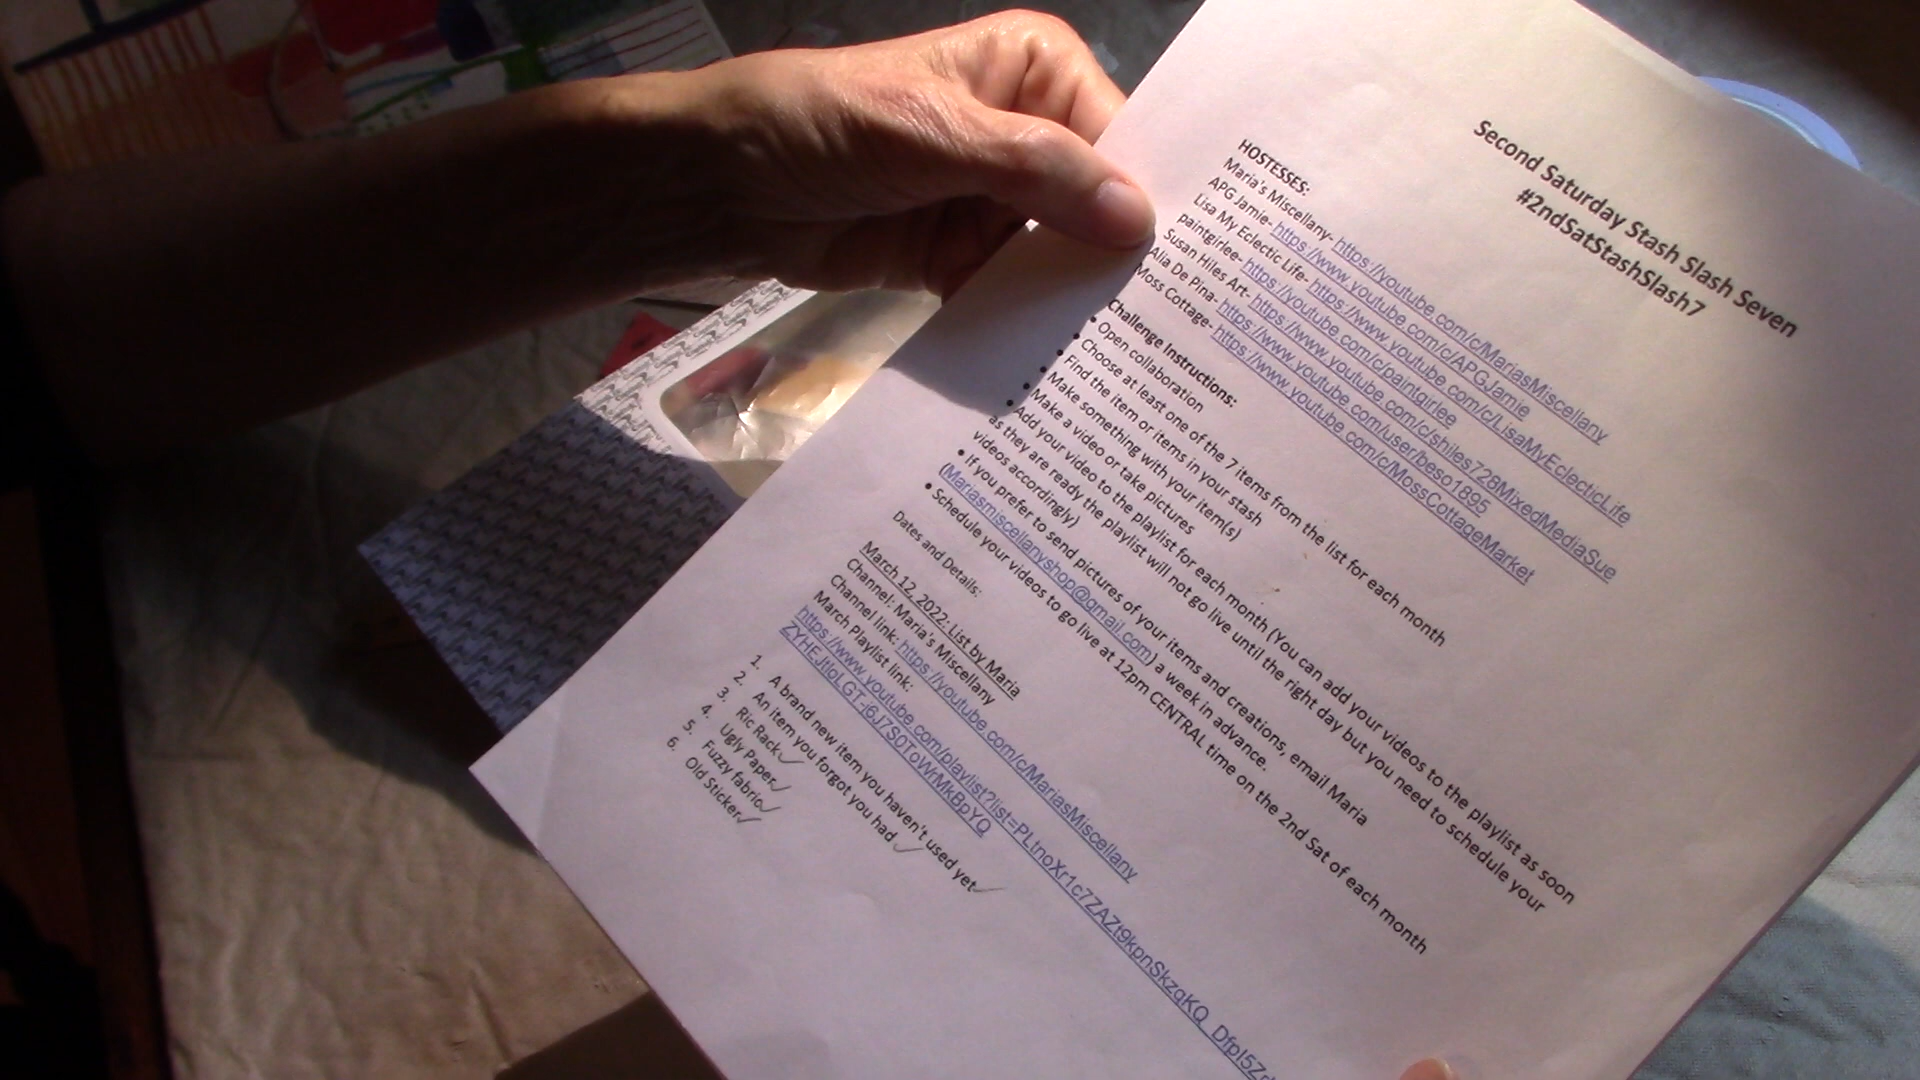 Second Saturday Stash Slash Seven
#2ndSatStashSlash7
HOSTESSES:
Maria's Miscellany- https://youtube.com/c/MariasMiscellany
APG Jamie- https://www.youtube.com/c/APGJamie
Lisa My Eclectic Life- https://www.youtube.com/c/LisaMyEclecticLife
paintgirlee- https://youtube.com/c/paintgirlee
Susan Hiles Art- https://www.youtube.com/c/shiles728MixedMediaSue
Alia De Pina- https://www.youtube.com/user/beso1895
Moss Cottage- https://www.youtube.com/c/MossCottageMarket
Challenge Instructions:
• Open collaboration
• Choose at least one of the 7 items from the list for each month
• Find the item or items in your stash
• Make something with your item(s)
• Make a video or take pictures
• Add your video to the playlist for each month (You can add your videos to the playlist as soon
as they are ready the playlist will not go live until the right day but you need to schedule your
videos accordingly)
• If you prefer to send pictures of your items and creations, email Maria
(Mariasmiscellanyshop@gmail.com) a week in advance.
• Schedule your videos to go live at 12pm CENTRAL time on the 2nd Sat of each month
Dates and Details:
March 12, 2022: List by Maria
Channel: Maria's Miscellany
Channel link: https://youtube.com/c/MariasMiscellany
March Playlist link:
https://www.youtube.com/playlist?list=PLtnoXr1c7ZAZt9kpnSkzqKQ_DfpI5Z
ZYHEJtloLGT-i6J7S0ToWrMkBpYQ
1. A brand new item you haven't used yet ✓
2. An item you forgot you had ✓
3. Ric Rack ✓
4. Ugly Paper ✓
5. Fuzzy fabric ✓
6. Old Sticker ✓